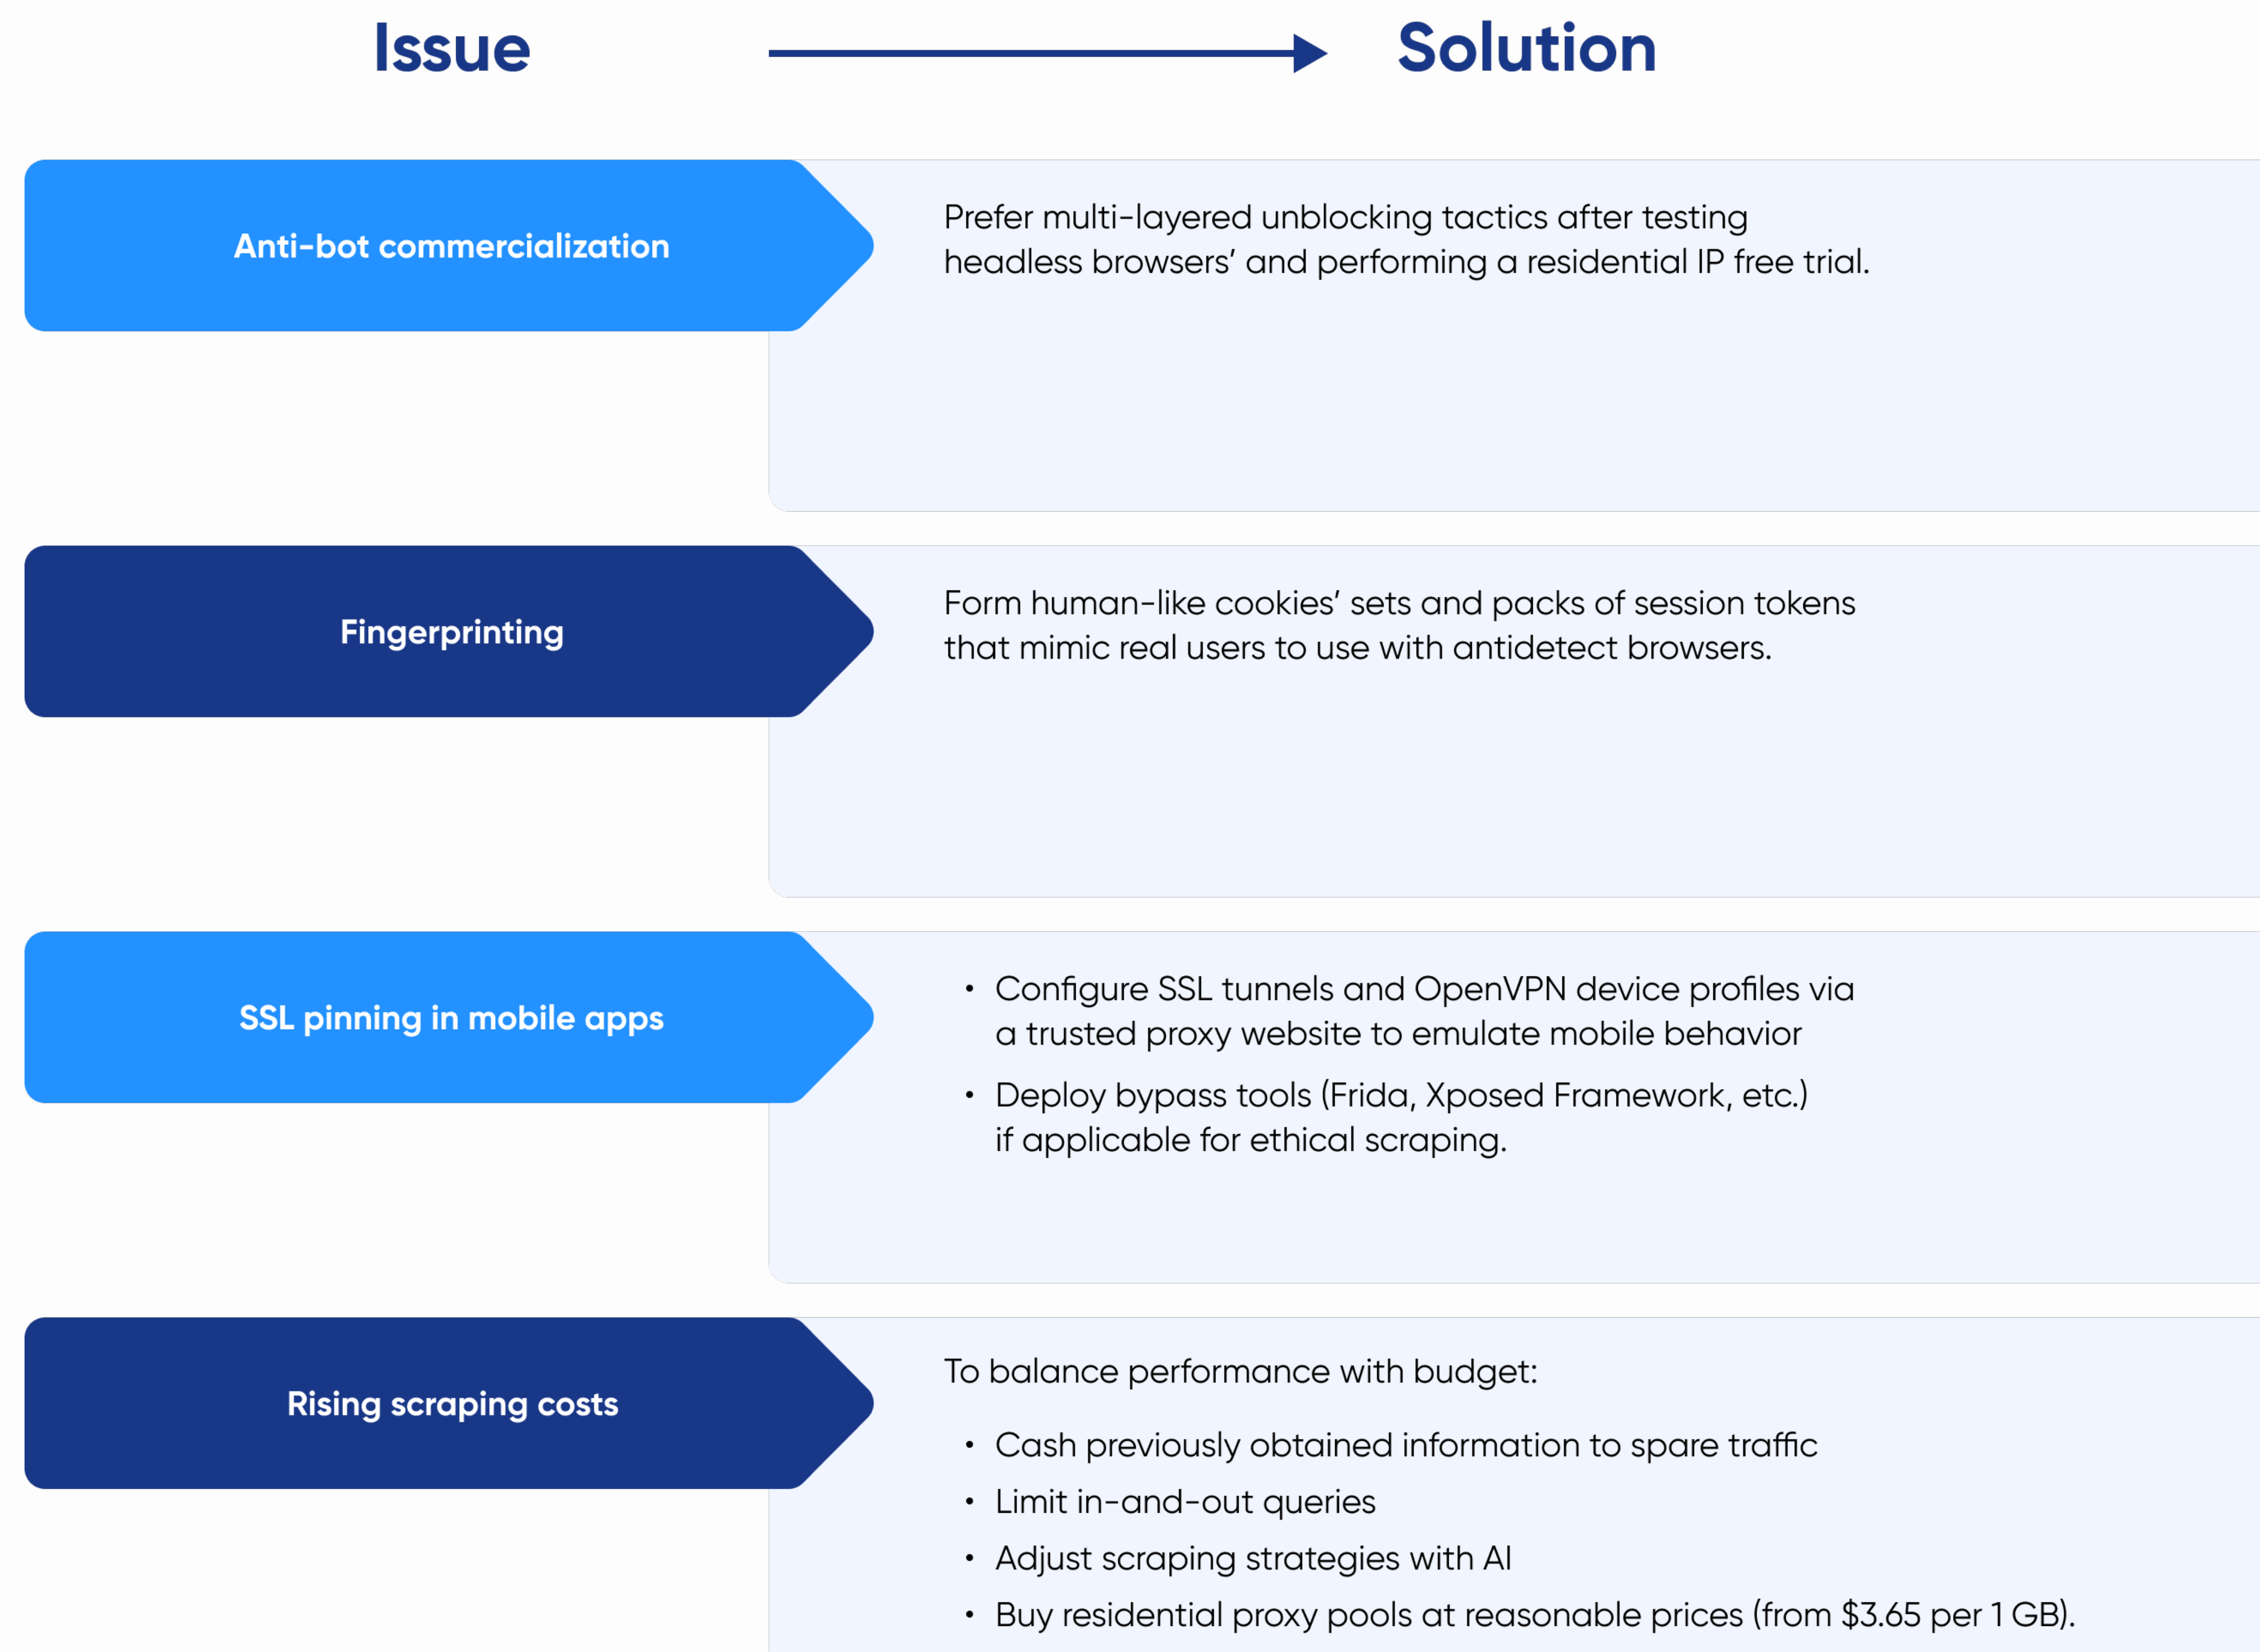 Issue
Solution
Anti-bot commercialization
Prefer multi-layered unblocking tactics after testing
headless browsers’ and performing a residential IP free trial.
Fingerprinting
Form human-like cookies’ sets and packs of session tokens
that mimic real users to use with antidetect browsers.
SSL pinning in mobile apps
• Configure SSL tunnels and OpenVPN device profiles via
a trusted proxy website to emulate mobile behavior
• Deploy bypass tools (Frida, Xposed Framework, etc.)
if applicable for ethical scraping.
Rising scraping costs
To balance performance with budget:
• Cash previously obtained information to spare traffic
• Limit in-and-out queries
• Adjust scraping strategies with AI
• Buy residential proxy pools at reasonable prices (from $3.65 per 1 GB).